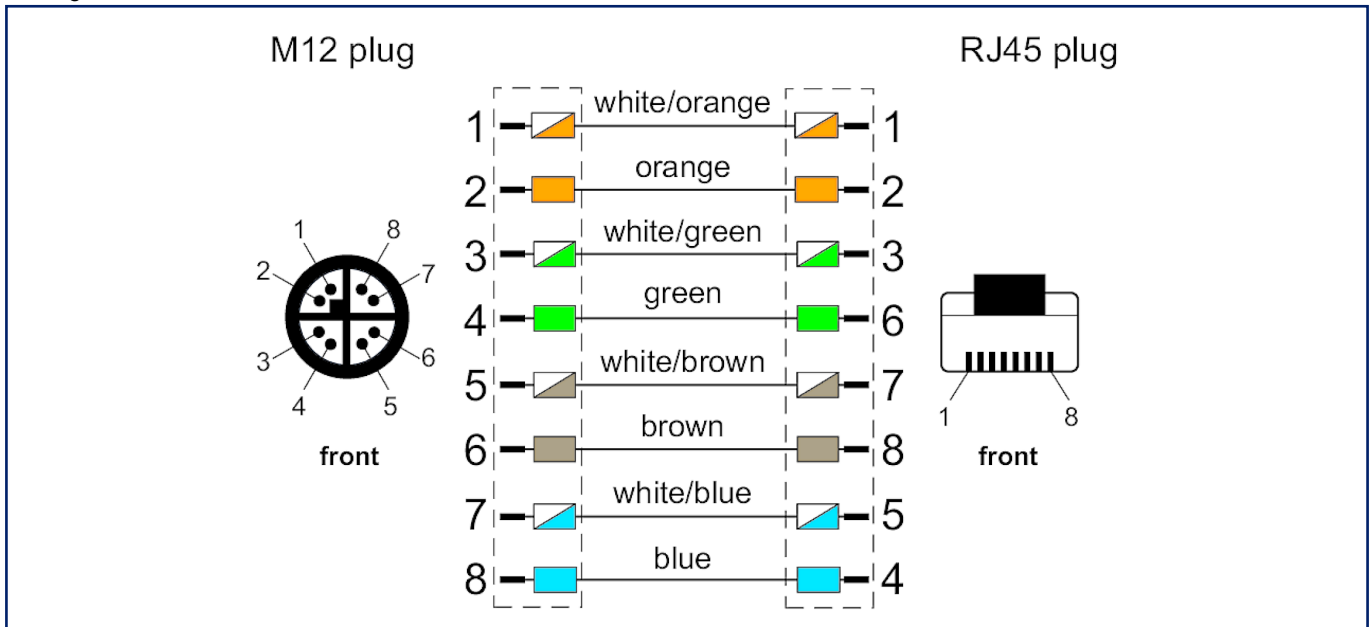 M12 plug
RJ45 plug
1 white/orange 1
2 orange 2
3 white/green 3
4 green 6
5 white/brown 7
6 brown 8
7 white/blue 5
8 blue 4
1 8
2 7
3 6
4 5
front
1 8
front